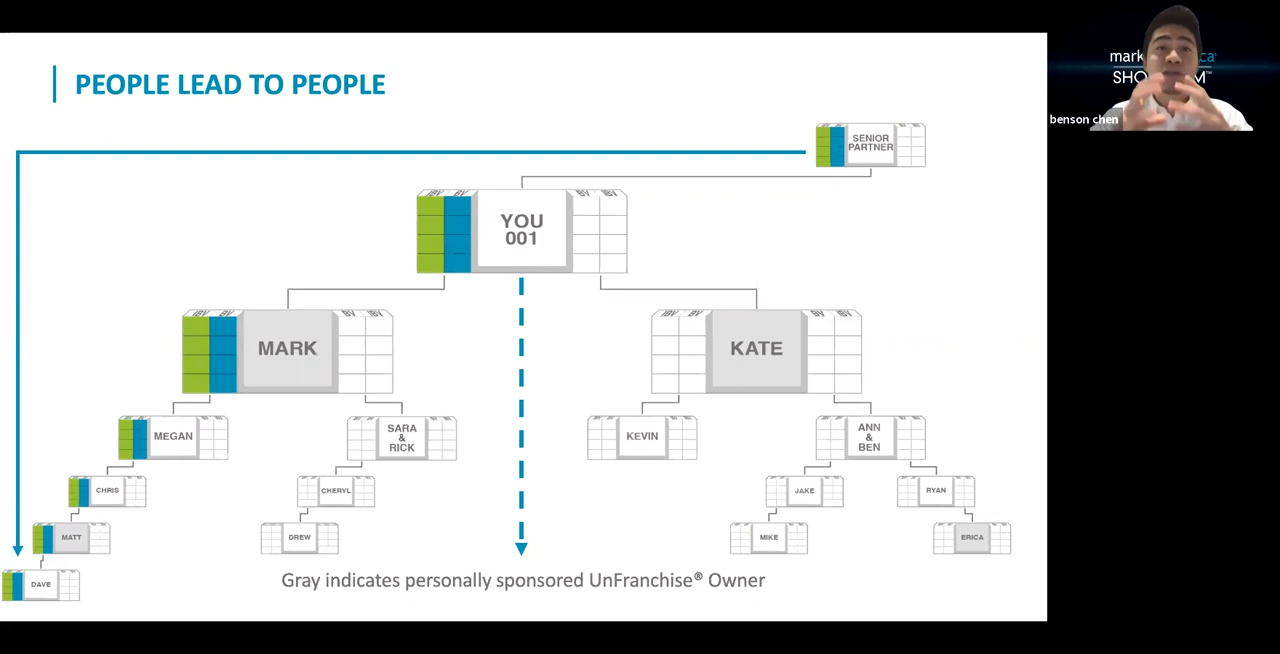 PEOPLE LEAD TO PEOPLE
benson chen
SENIOR
PARTNER
YOU
001
MARK
KATE
MEGAN
SARA
&
RICK
KEVIN
ANN
&
BEN
CHRIS
CHERYL
JAKE
RYAN
MATT
DREW
MIKE
ERICA
DAVE
Gray indicates personally sponsored UnFranchise® Owner